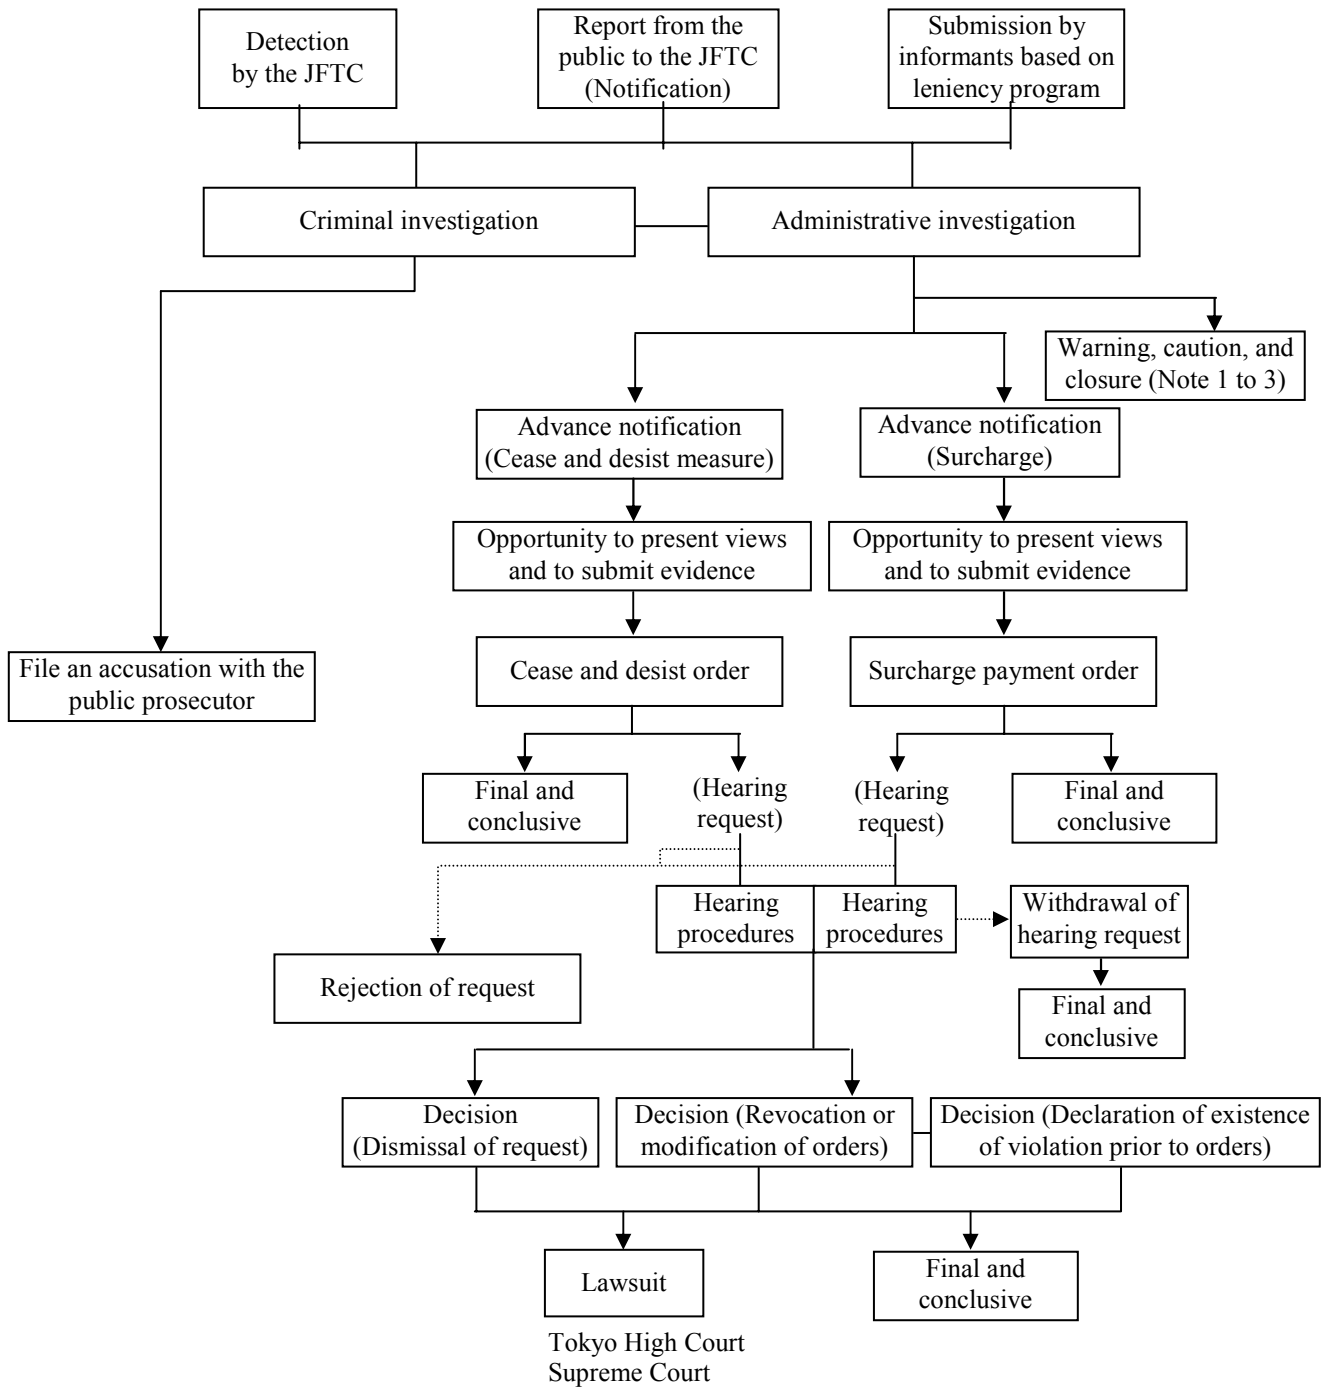 Detection
by the JFTC
Report from the
public to the JFTC
(Notification)
Submission by
informants based on
leniency program
Criminal investigation
Administrative investigation
Warning, caution, and
closure (Note 1 to 3)
Advance notification
(Cease and desist measure)
Advance notification
(Surcharge)
Opportunity to present views
and to submit evidence
Opportunity to present views
and to submit evidence
File an accusation with the
public prosecutor
Cease and desist order
Surcharge payment order
Final and
conclusive
(Hearing
request)
(Hearing
request)
Final and
conclusive
Hearing
procedures
Hearing
procedures
Withdrawal of
hearing request
Rejection of request
Final and
conclusive
Decision
(Dismissal of request)
Decision (Revocation or
modification of orders)
Decision (Declaration of existence
of violation prior to orders)
Lawsuit
Final and
conclusive
Tokyo High Court
Supreme Court